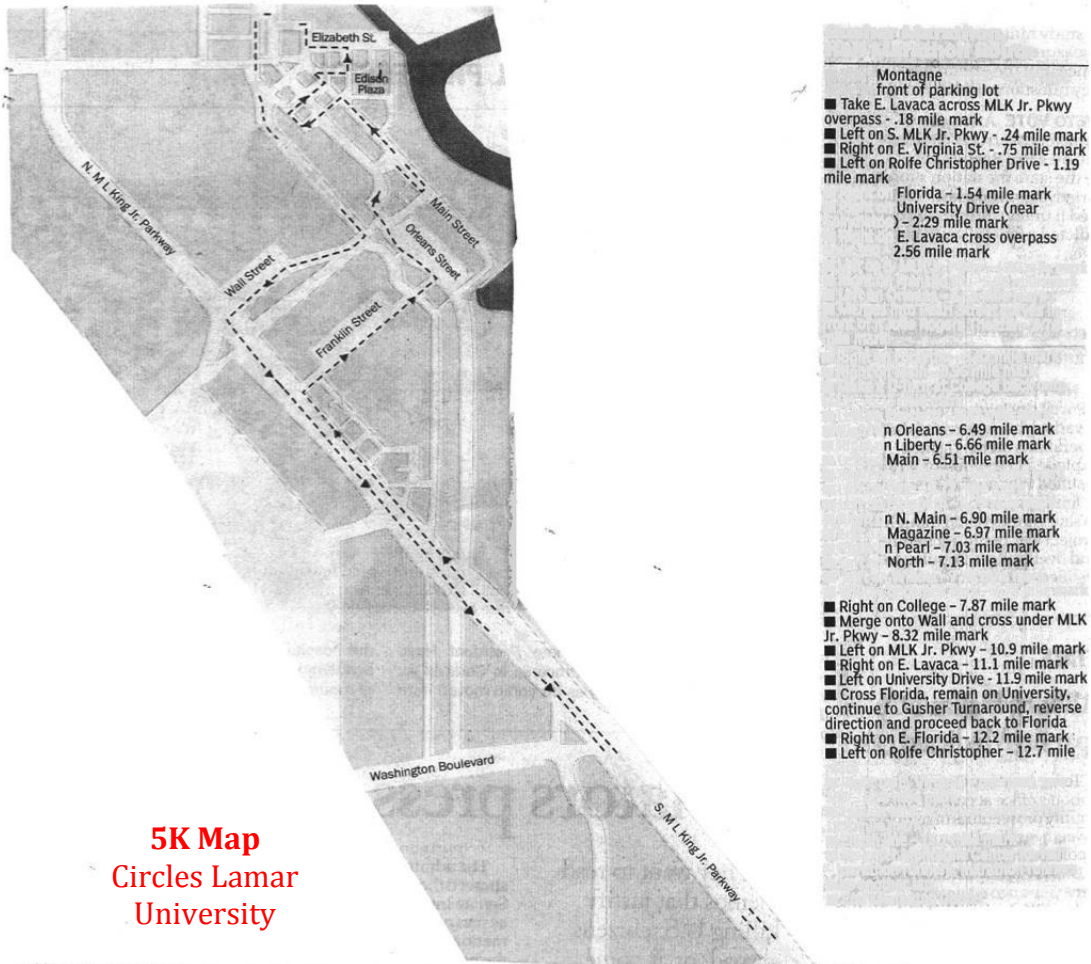 Elizabeth St.
Edison
Plaza
N. M L King Jr. Parkway
Main Street
Orleans Street
Wall Street
Franklin Street
Washington Boulevard
S. M L King Jr. Parkway
5K Map
Circles Lamar
University
Montagne
front of parking lot
■ Take E. Lavaca across MLK Jr. Pkwy
overpass - .18 mile mark
■ Left on S. MLK Jr. Pkwy - .24 mile mark
■ Right on E. Virginia St. - .75 mile mark
■ Left on Rolfe Christopher Drive - 1.19
mile mark
Florida – 1.54 mile mark
University Drive (near
) – 2.29 mile mark
E. Lavaca cross overpass
2.56 mile mark
n Orleans – 6.49 mile mark
n Liberty – 6.66 mile mark
Main – 6.51 mile mark
n N. Main – 6.90 mile mark
Magazine – 6.97 mile mark
n Pearl – 7.03 mile mark
North – 7.13 mile mark
■ Right on College – 7.87 mile mark
■ Merge onto Wall and cross under MLK
Jr. Pkwy – 8.32 mile mark
■ Left on MLK Jr. Pkwy – 10.9 mile mark
■ Right on E. Lavaca – 11.1 mile mark
■ Left on University Drive - 11.9 mile mark
■ Cross Florida, remain on University,
continue to Gusher Turnaround, reverse
direction and proceed back to Florida
■ Right on E. Florida – 12.2 mile mark
■ Left on Rolfe Christopher – 12.7 mile